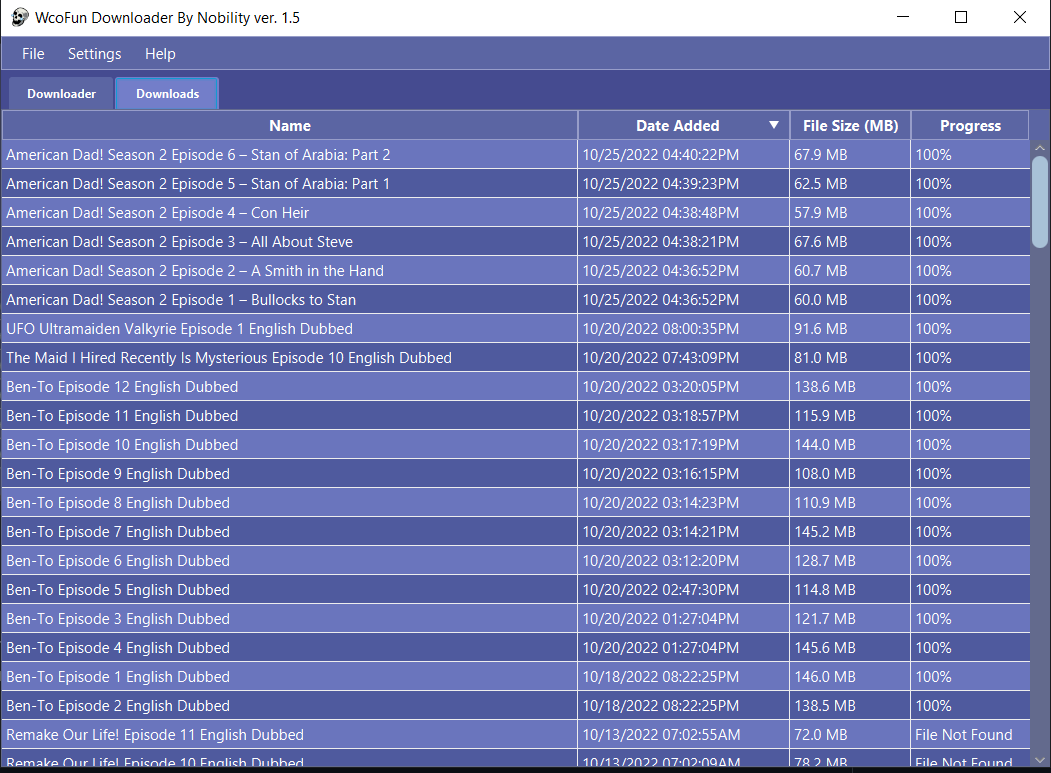 WcoFun Downloader By Nobility ver. 1.5
File Settings Help
Downloader Downloads
Name Date Added File Size (MB) Progress
American Dad! Season 2 Episode 6 – Stan of Arabia: Part 2 10/25/2022 04:40:22PM 67.9 MB 100%
American Dad! Season 2 Episode 5 – Stan of Arabia: Part 1 10/25/2022 04:39:23PM 62.5 MB 100%
American Dad! Season 2 Episode 4 – Con Heir 10/25/2022 04:38:48PM 57.9 MB 100%
American Dad! Season 2 Episode 3 – All About Steve 10/25/2022 04:38:21PM 67.6 MB 100%
American Dad! Season 2 Episode 2 – A Smith in the Hand 10/25/2022 04:36:52PM 60.7 MB 100%
American Dad! Season 2 Episode 1 – Bullocks to Stan 10/25/2022 04:36:52PM 60.0 MB 100%
UFO Ultramaiden Valkyrie Episode 1 English Dubbed 10/20/2022 08:00:35PM 91.6 MB 100%
The Maid I Hired Recently Is Mysterious Episode 10 English Dubbed 10/20/2022 07:43:09PM 81.0 MB 100%
Ben-To Episode 12 English Dubbed 10/20/2022 03:20:05PM 138.6 MB 100%
Ben-To Episode 11 English Dubbed 10/20/2022 03:18:57PM 115.9 MB 100%
Ben-To Episode 10 English Dubbed 10/20/2022 03:17:19PM 144.0 MB 100%
Ben-To Episode 9 English Dubbed 10/20/2022 03:16:15PM 108.0 MB 100%
Ben-To Episode 8 English Dubbed 10/20/2022 03:14:23PM 110.9 MB 100%
Ben-To Episode 7 English Dubbed 10/20/2022 03:14:21PM 145.2 MB 100%
Ben-To Episode 6 English Dubbed 10/20/2022 03:12:20PM 128.7 MB 100%
Ben-To Episode 5 English Dubbed 10/20/2022 02:47:30PM 114.8 MB 100%
Ben-To Episode 3 English Dubbed 10/20/2022 01:27:04PM 121.7 MB 100%
Ben-To Episode 4 English Dubbed 10/20/2022 01:27:04PM 145.6 MB 100%
Ben-To Episode 1 English Dubbed 10/18/2022 08:22:25PM 146.0 MB 100%
Ben-To Episode 2 English Dubbed 10/18/2022 08:22:25PM 138.5 MB 100%
Remake Our Life! Episode 11 English Dubbed 10/13/2022 07:02:55AM 72.0 MB File Not Found
Remake Our Life! Episode 10 English Dubbed 10/13/2022 07:02:09AM 78.2 MB File Not Found